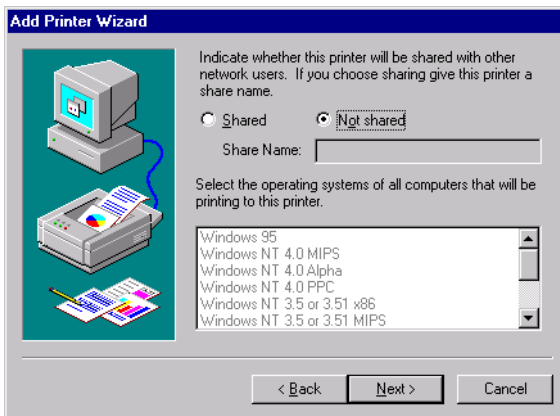 Add Printer Wizard
Indicate whether this printer will be shared with other
network users. If you choose sharing give this printer a
share name.
Shared
Not shared
Share Name:
Select the operating systems of all computers that will be
printing to this printer.
Windows 95
Windows NT 4.0 MIPS
Windows NT 4.0 Alpha
Windows NT 4.0 PPC
Windows NT 3.5 or 3.51 x86
Windows NT 3.5 or 3.51 MIPS
< Back
Next >
Cancel